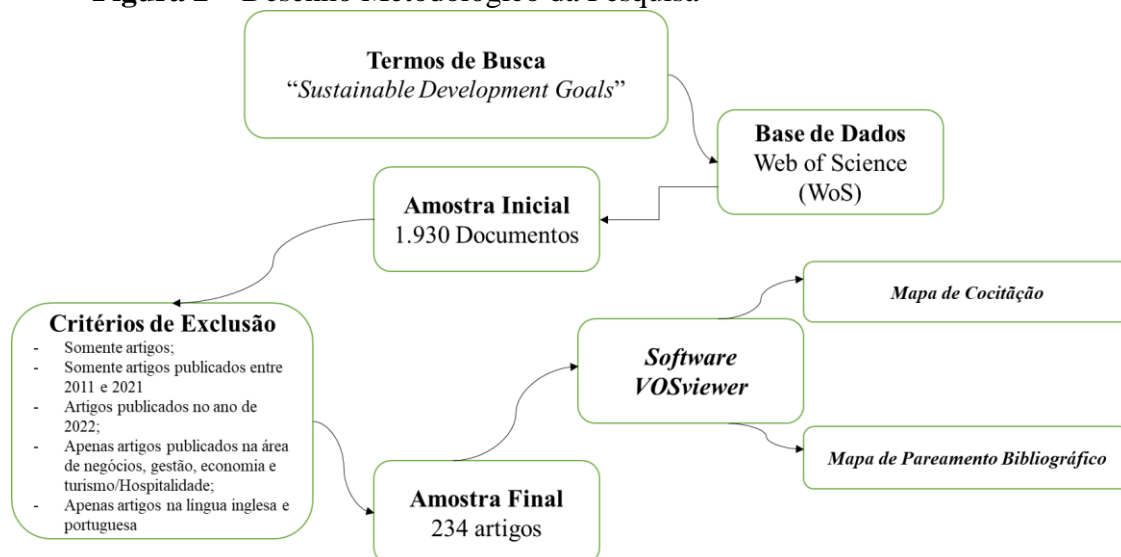 Figura 2 – Desenho Metodológico da Pesquisa
Termos de Busca
“Sustainable Development Goals”
Base de Dados
Web of Science
(WoS)
Amostra Inicial
1.930 Documentos
Critérios de Exclusão
- Somente artigos;
- Somente artigos publicados entre
2011 e 2021
- Artigos publicados no ano de
2022;
- Apenas artigos publicados na área
de negócios, gestão, economia e
turismo/Hospitalidade;
- Apenas artigos na língua inglesa e
portuguesa
Amostra Final
234 artigos
Software
VOSviewer
Mapa de Cocitãção
Mapa de Pareamento Bibliográfico